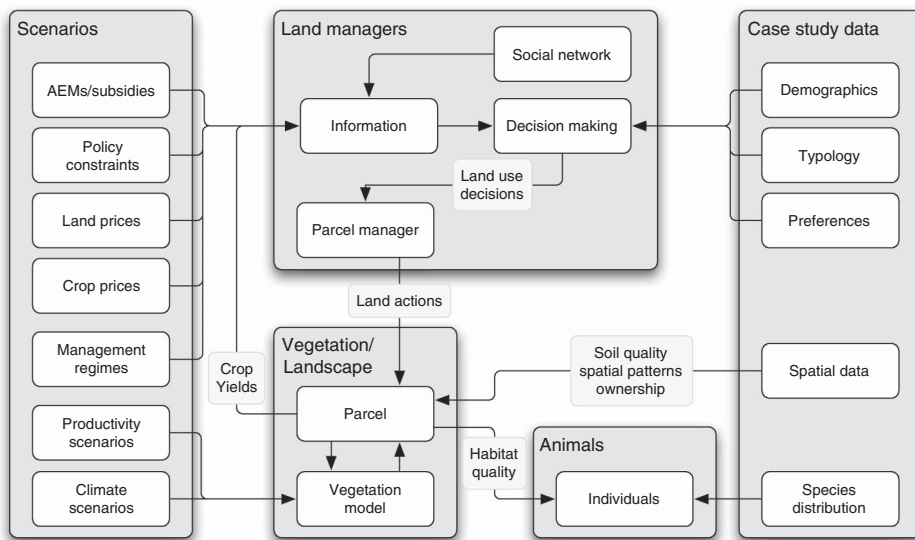 Scenarios
AEMs/subsidies
Policy
constraints
Land prices
Crop prices
Management
regimes
Productivity
scenarios
Climate
scenarios
Land managers
Social network
Information
Decision making
Land use
decisions
Parcel manager
Land actions
Crop
Yields
Vegetation/
Landscape
Parcel
Vegetation
model
Habitat
quality
Soil quality
spatial patterns
ownership
Animals
Individuals
Case study data
Demographics
Typology
Preferences
Spatial data
Species
distribution